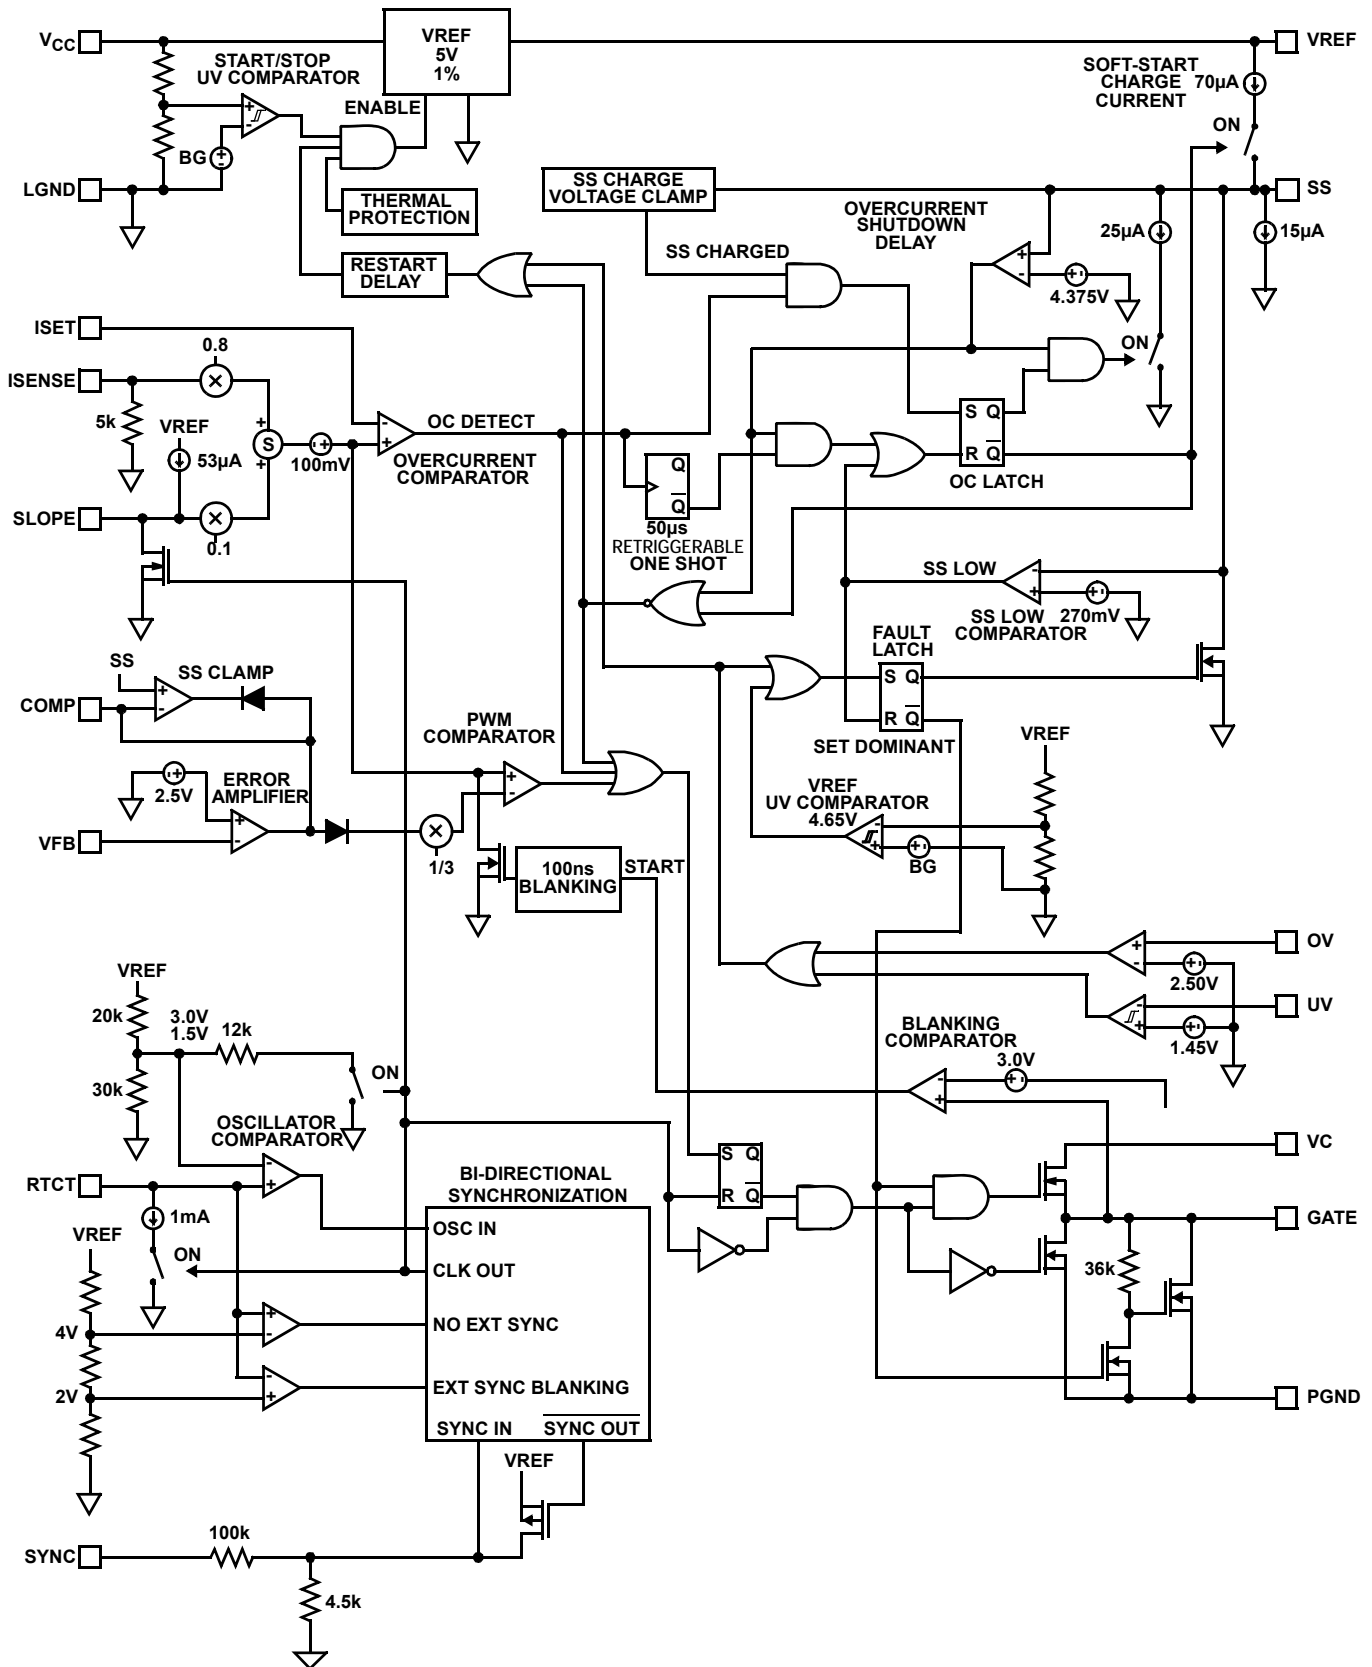 VCC
VREF
5V
1%
VREF
START/STOP
UV COMPARATOR
SOFT-START
CHARGE
CURRENT
70µA
ENABLE
ON
+
-
BG
+
-
LGND
THERMAL
PROTECTION
SS CHARGE
VOLTAGE CLAMP
SS
OVERCURRENT
SHUTDOWN
DELAY
25µA
15µA
RESTART
DELAY
SS CHARGED
+
-
+
-
4.375V
ISET
ON
0.8
ISENSE
×
5k
VREF
53µA
+
S
+
+
100mV
-
+
OC DETECT
OVERCURRENT
COMPARATOR
S Q
R Q
OC LATCH
Q
Q
50µs
RETRIGGERABLE
ONE SHOT
SLOPE
×
0.1
SS LOW
-
+
+
270mV
SS LOW
COMPARATOR
SS
SS CLAMP
+
-
COMP
FAULT
LATCH
S Q
R Q
SET DOMINANT
PWM
COMPARATOR
VREF
+
2.5V
ERROR
AMPLIFIER
+
-
VFB
×
1/3
+
-
VREF
UV COMPARATOR
4.65V
-
+
+
BG
100ns
BLANKING
START
OV
+
-
+
2.50V
UV
-
+
+
1.45V
VREF
20k
3.0V
1.5V
12k
30k
ON
BLANKING
COMPARATOR
3.0V
-
+
+
OSCILLATOR
COMPARATOR
VC
RTCT
-
+
BI-DIRECTIONAL
SYNCHRONIZATION
S Q
R Q
1mA
VREF
ON
OSC IN
CLK OUT
GATE
36k
4V
+
-
NO EXT SYNC
2V
-
+
EXT SYNC BLANKING
PGND
SYNC IN
SYNC OUT
VREF
100k
SYNC
4.5k